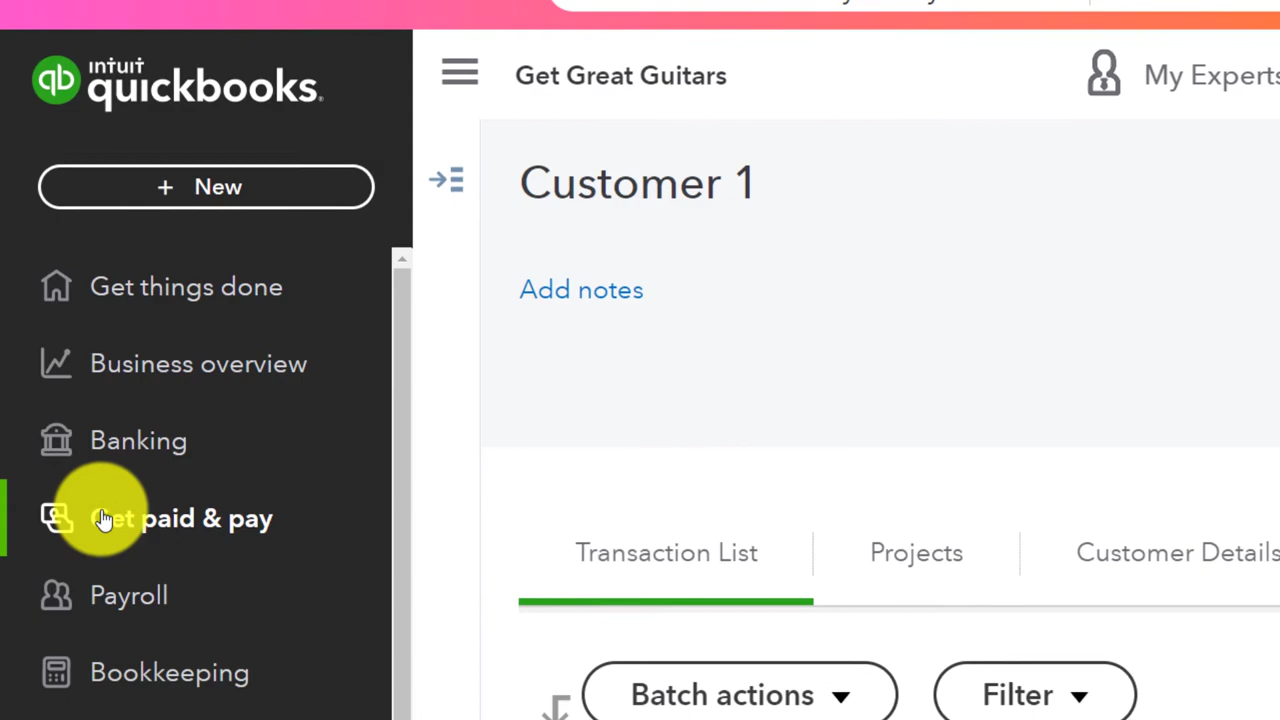 intuit
quickbooks.
Get Great Guitars
My Experts
+ New
Customer 1
Add notes
Get things done
Business overview
Banking
Get paid & pay
Payroll
Bookkeeping
Transaction List
Projects
Customer Details
Batch actions
Filter